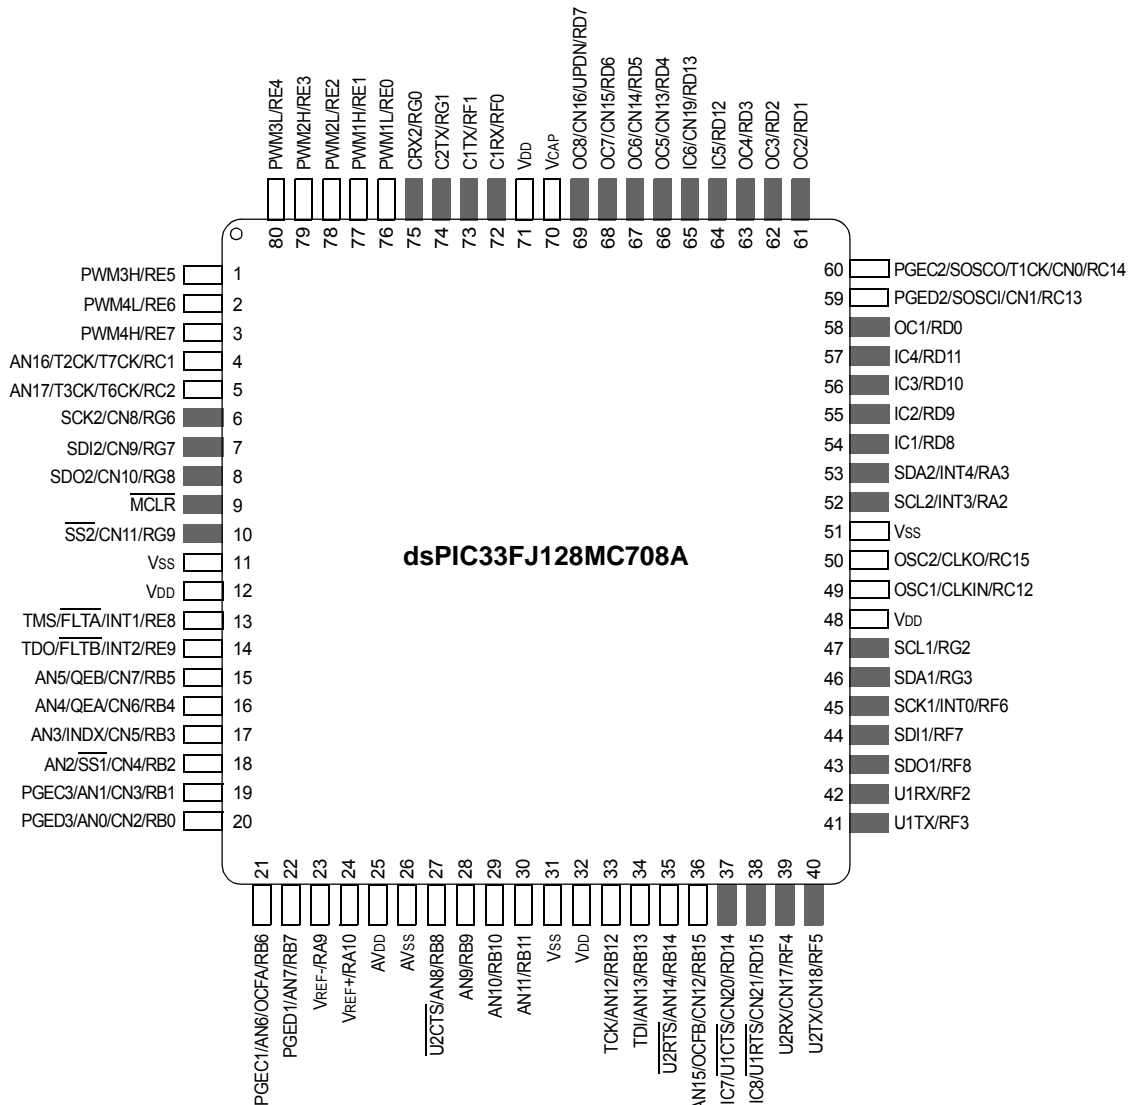 PWM3L/RE4
PWM2H/RE3
PWM2L/RE2
PWM1H/RE1
PWM1L/RE0
CRX2/RG0
C2TX/RG1
C1TX/RF1
C1RX/RF0
VDD
VCAP
OC8/CN16/UPDN/RD7
OC7/CN15/RD6
OC6/CN14/RD5
OC5/CN13/RD4
IC6/CN19/RD13
IC5/RD12
OC4/RD3
OC3/RD2
OC2/RD1
80 79 78 77 76 75 74 73 72 71 70 69 68 67 66 65 64 63 62 61
PWM3H/RE5 1
PWM4L/RE6 2
PWM4H/RE7 3
AN16/T2CK/T7CK/RC1 4
AN17/T3CK/T6CK/RC2 5
SCK2/CN8/RG6 6
SDI2/CN9/RG7 7
SDO2/CN10/RG8 8
MCLR 9
SS2/CN11/RG9 10
VSS 11
VDD 12
TMS/FLTA/INT1/RE8 13
TDO/FLTB/INT2/RE9 14
AN5/QEB/CN7/RB5 15
AN4/QEA/CN6/RB4 16
AN3/INDX/CN5/RB3 17
AN2/SS1/CN4/RB2 18
PGEC3/AN1/CN3/RB1 19
PGED3/AN0/CN2/RB0 20
dsPIC33FJ128MC708A
60 PGEC2/SOSCO/T1CK/CN0/RC14
59 PGED2/SOSCI/CN1/RC13
58 OC1/RD0
57 IC4/RD11
56 IC3/RD10
55 IC2/RD9
54 IC1/RD8
53 SDA2/INT4/RA3
52 SCL2/INT3/RA2
51 VSS
50 OSC2/CLKO/RC15
49 OSC1/CLKIN/RC12
48 VDD
47 SCL1/RG2
46 SDA1/RG3
45 SCK1/INT0/RF6
44 SDI1/RF7
43 SDO1/RF8
42 U1RX/RF2
41 U1TX/RF3
21 22 23 24 25 26 27 28 29 30 31 32 33 34 35 36 37 38 39 40
PGEC1/AN6/OCFA/RB6
PGED1/AN7/RB7
VREF-/RA9
VREF+/RA10
AVDD
AVSS
U2CTS/AN8/RB8
AN9/RB9
AN10/RB10
AN11/RB11
VSS
VDD
TCK/AN12/RB12
TDI/AN13/RB13
U2RTS/AN14/RB14
AN15/OCFB/CN12/RB15
IC7/U1CTS/CN20/RD14
IC8/U1RTS/CN21/RD15
U2RX/CN17/RF4
U2TX/CN18/RF5